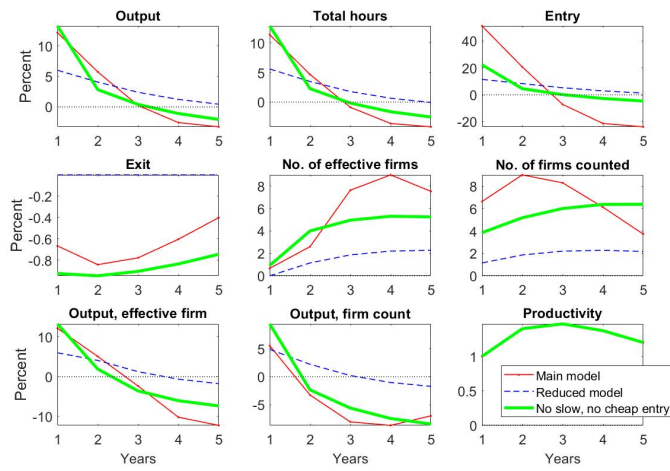 Output
Total hours
Entry
Percent
10
5
0
1 2 3 4 5
10
5
0
1 2 3 4 5
40
20
0
-20
1 2 3 4 5
Exit
No. of effective firms
No. of firms counted
Percent
-0.2
-0.4
-0.6
-0.8
1 2 3 4 5
8
6
4
2
0
1 2 3 4 5
8
6
4
2
0
1 2 3 4 5
Output, effective firm
Output, firm count
Productivity
Percent
10
0
-10
1 2 3 4 5
Years
5
0
-5
1 2 3 4 5
Years
1
0.5
0
1 2 3 4 5
Years
Main model
Reduced model
No slow, no cheap entry